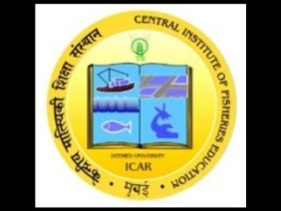 केन्द्रीय मात्स्यिकी शिक्षा संस्थान
CENTRAL INSTITUTE OF FISHERIES EDUCATION
DEEMED UNIVERSITY
ICAR
मुंबई